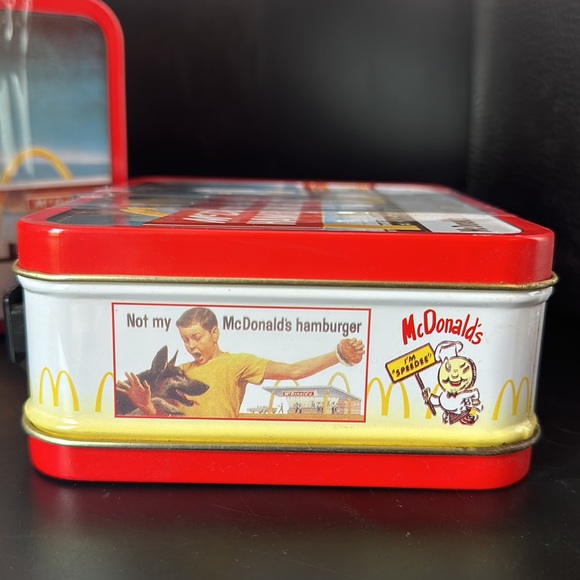 Not my McDonald's hamburger
McDonald's
I'M
"SPEEDEE"